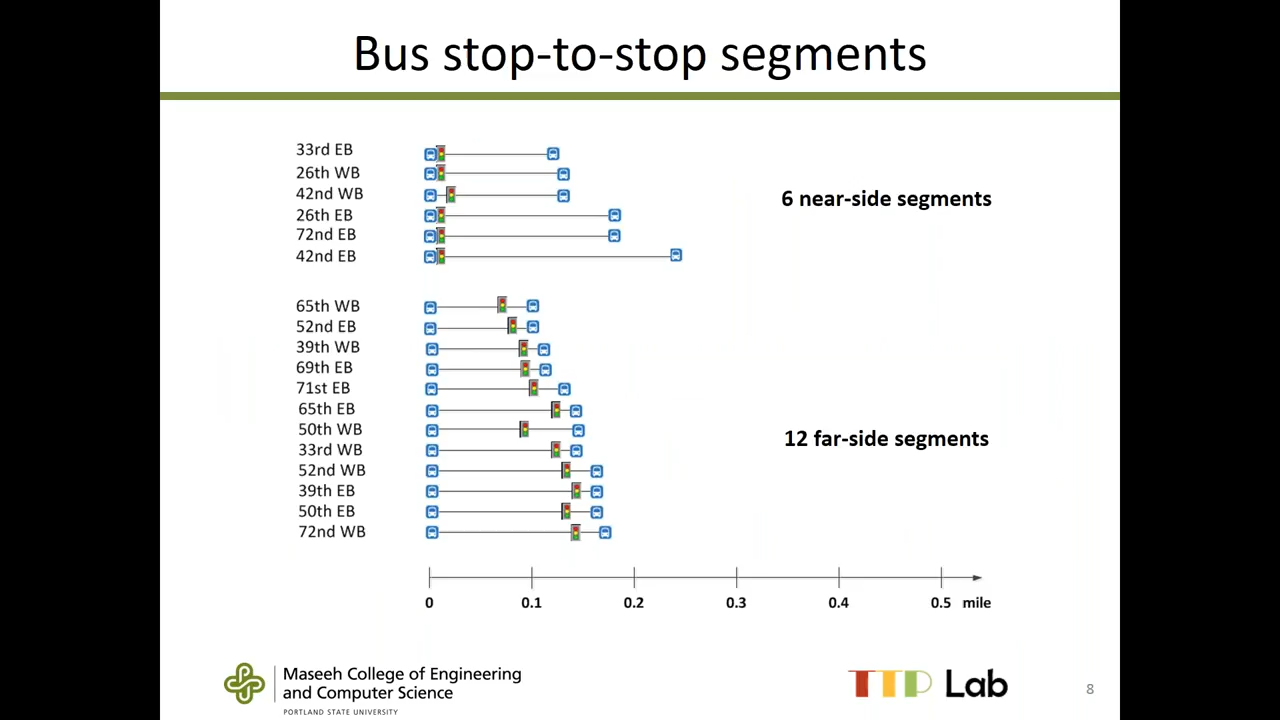 Bus stop-to-stop segments
33rd EB
26th WB
42nd WB
26th EB
72nd EB
42nd EB
6 near-side segments
65th WB
52nd EB
39th WB
69th EB
71st EB
65th EB
50th WB
33rd WB
52nd WB
39th EB
50th EB
72nd WB
12 far-side segments
0 0.1 0.2 0.3 0.4 0.5 mile
Maseeh College of Engineering
and Computer Science
PORTLAND STATE UNIVERSITY
TTP Lab
8